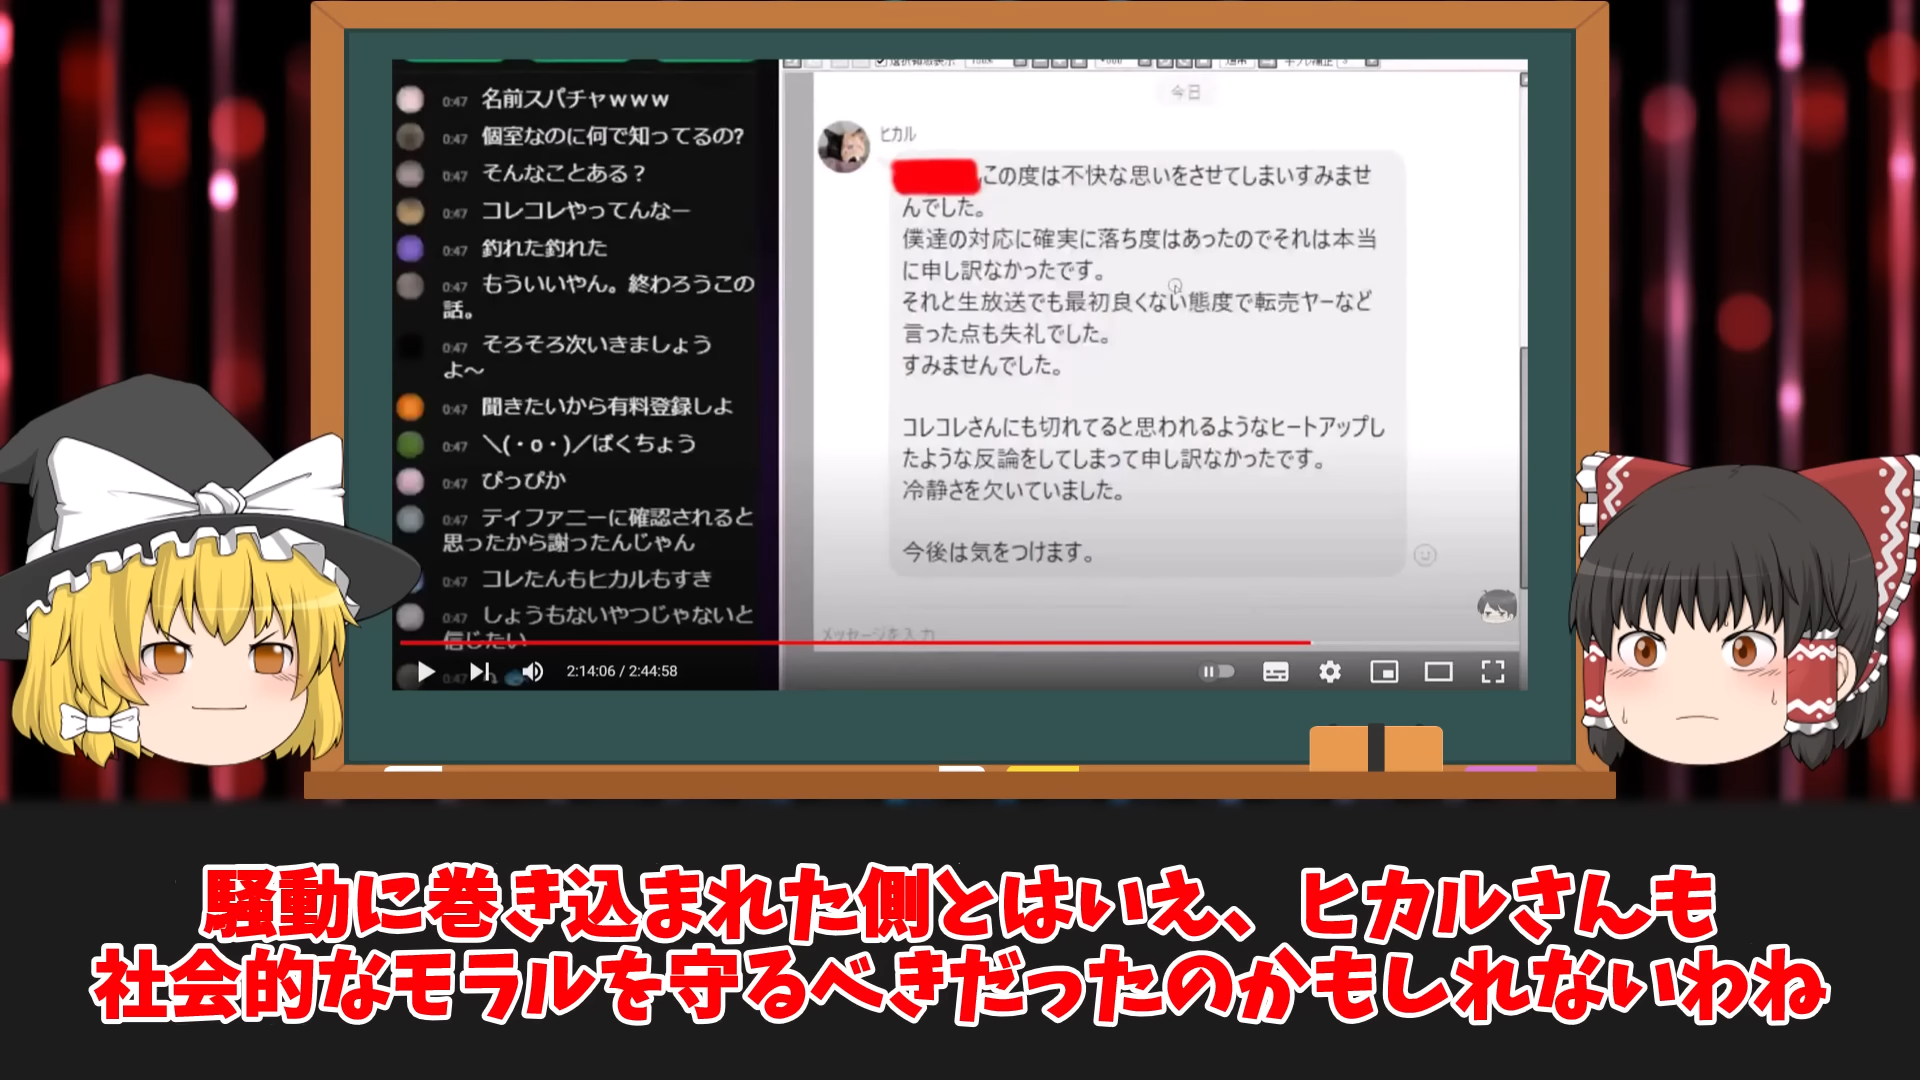 0:47 名前スパチャｗｗｗ
0:47 個室なのに何で知ってるの?
0:47 そんなことある？
0:47 コレコレやってんなー
0:47 釣れた釣れた
0:47 もういいやん。終わろうこの
話。
0:47 そろそろ次いきましょう
よ～
0:47 聞きたいから有料登録しよ
0:47 ＼(・o・)／ぱくちょう
0:47 ぴっぴか
0:47 ティファニーに確認されると
思ったから謝ったんじゃん
0:47 コレたんもヒカルもすき
0:47 しょうもないやつじゃないと
信じたい
0:47
今日
ヒカル
この度は不快な思いをさせてしまいすみませ
んでした。
僕達の対応に確実に落ち度はあったのでそれは本当
に申し訳なかったです。
それと生放送でも最初良くない態度で転売ヤーなど
言った点も失礼でした。
すみませんでした。
コレコレさんにも切れてると思われるようなヒートアップし
たような反論をしてしまって申し訳なかったです。
冷静さを欠いていました。
今後は気をつけます。
メッセージを入力
2:14:06 / 2:44:58
騒動に巻き込まれた側とはいえ、ヒカルさんも
社会的なモラルを守るべきだったのかもしれないわね